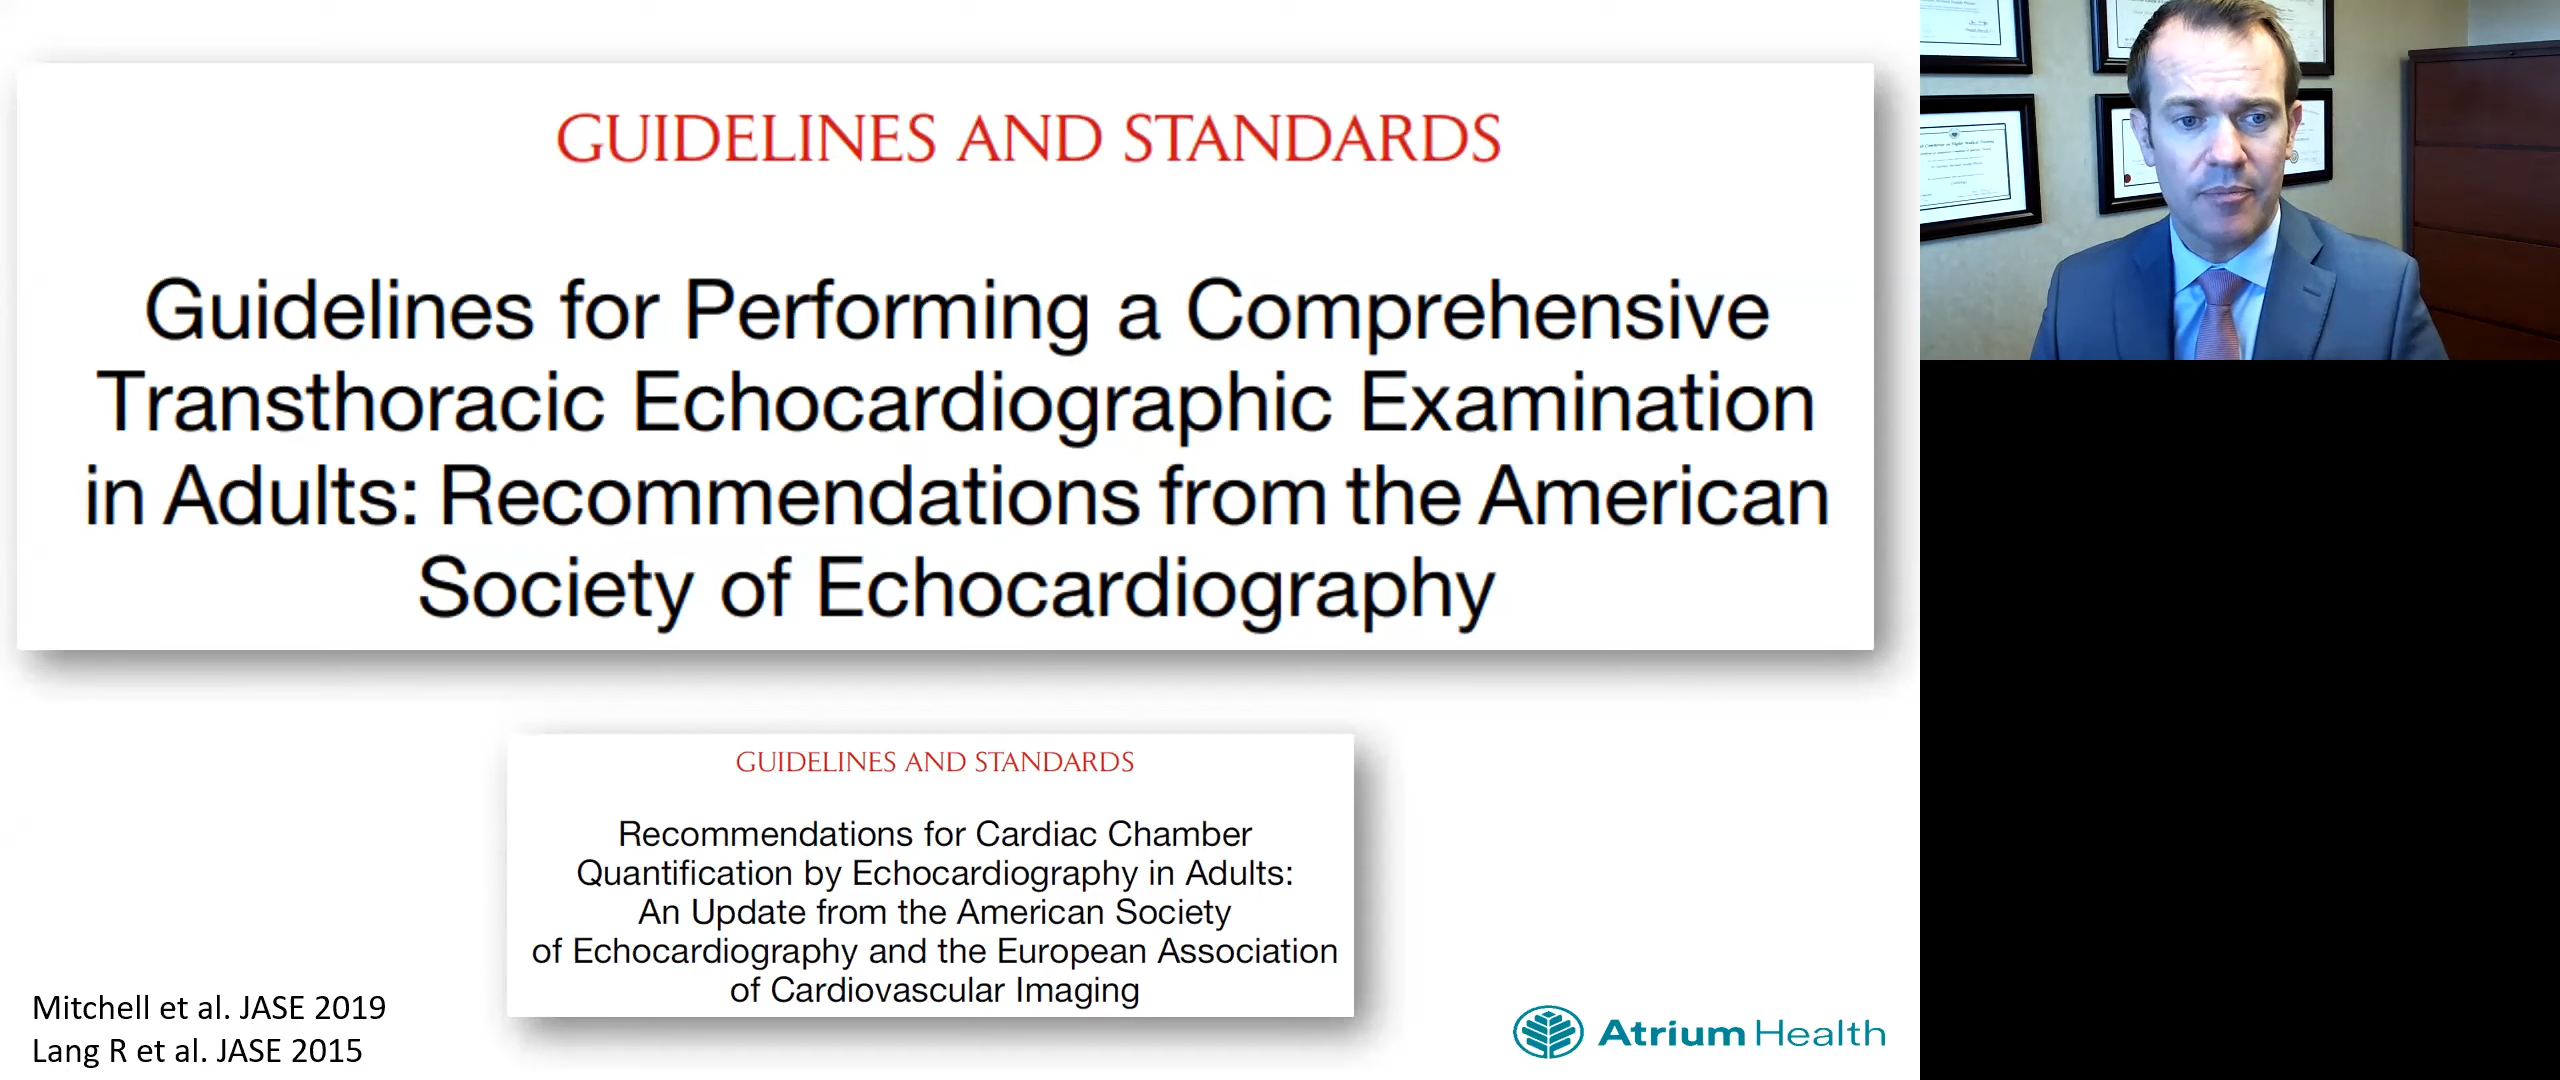 GUIDELINES AND STANDARDS
Guidelines for Performing a Comprehensive
Transthoracic Echocardiographic Examination
in Adults: Recommendations from the American
Society of Echocardiography
GUIDELINES AND STANDARDS
Recommendations for Cardiac Chamber
Quantification by Echocardiography in Adults:
An Update from the American Society
of Echocardiography and the European Association
of Cardiovascular Imaging
Mitchell et al. JASE 2019
Lang R et al. JASE 2015
Atrium Health